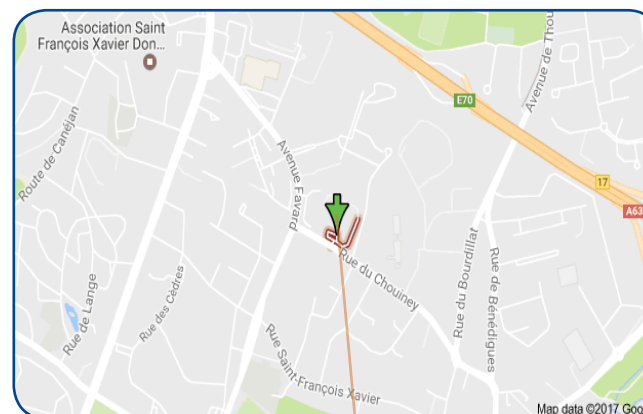 Association Saint
François Xavier Don...
Avenue de Thou
E70
Route de Canéjan
Avenue Favard
17
A63
Rue du Chouiney
Rue du Bourdillat
Rue de Bénédigues
Rue de Lange
Rue des Cèdres
Rue Saint-François Xavier
Map data ©2017 Goo